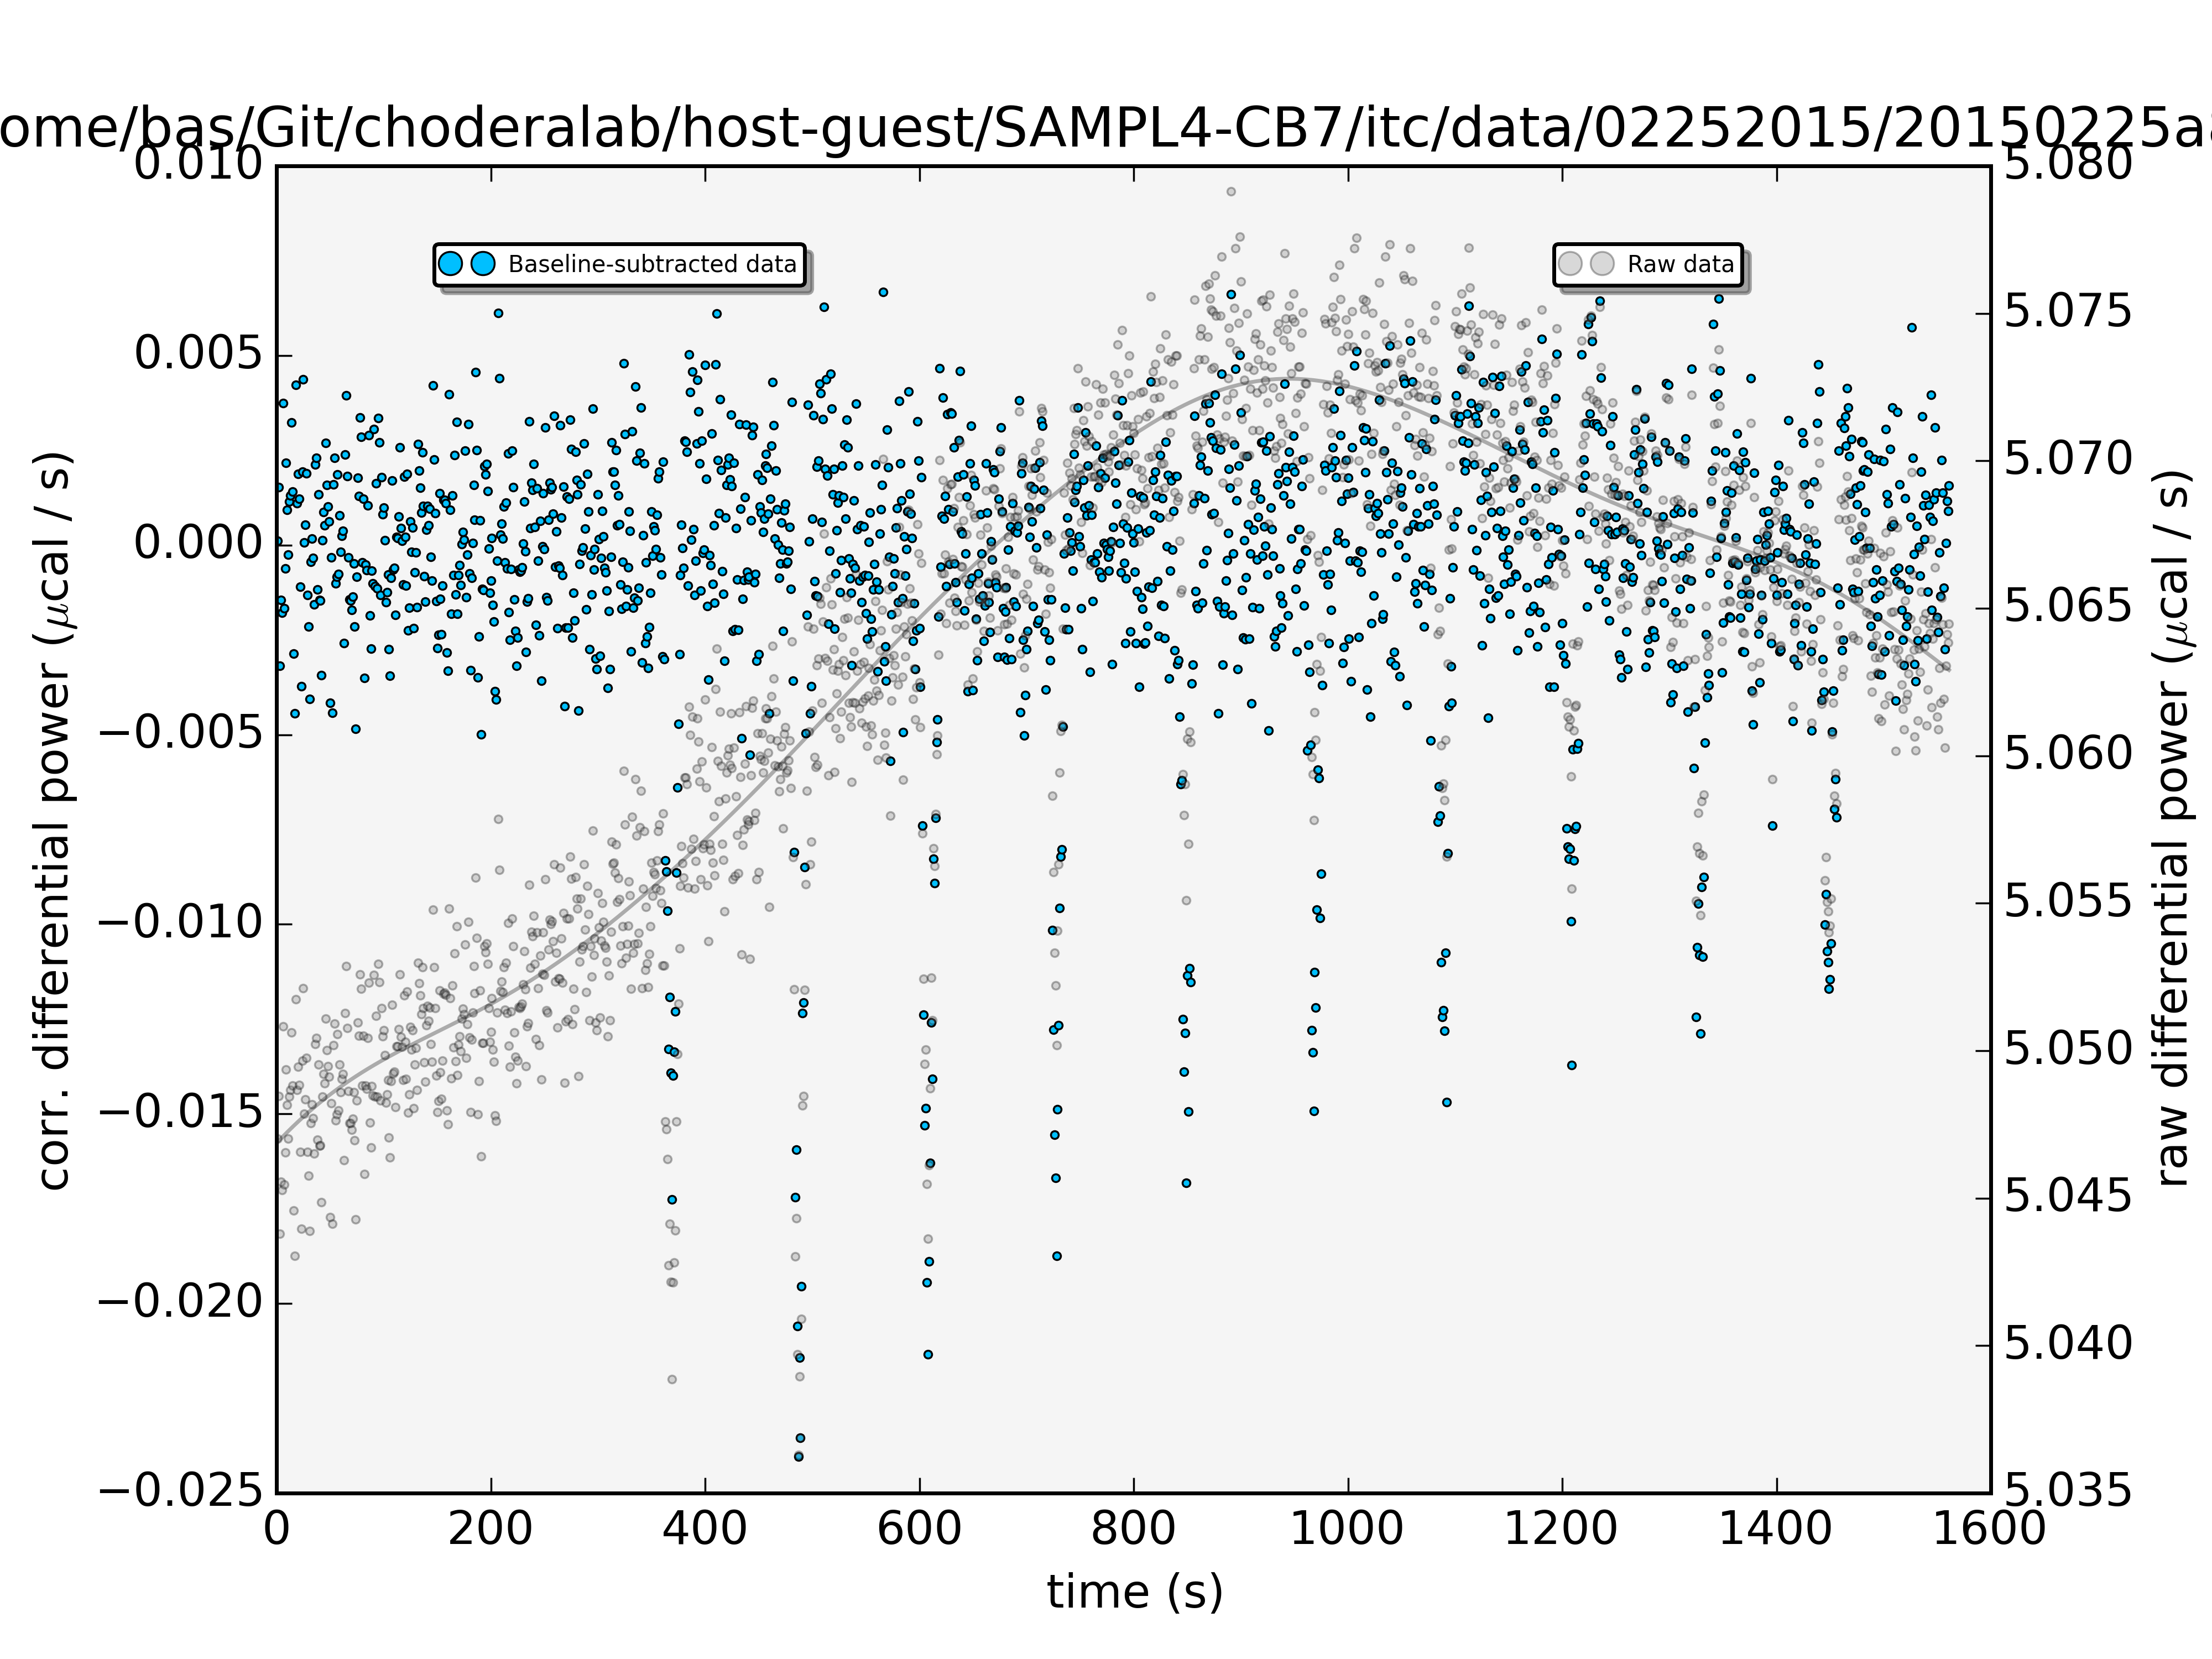 ome/bas/Git/choderalab/host-guest/SAMPL4-CB7/itc/data/02252015/20150225a
Baseline-subtracted data
Raw data
corr. differential power (μcal / s)
0.010
0.005
0.000
−0.005
−0.010
−0.015
−0.020
−0.025
5.080
5.075
5.070
5.065
5.060
5.055
5.050
5.045
5.040
5.035
raw differential power (μcal / s)
0 200 400 600 800 1000 1200 1400 1600
time (s)